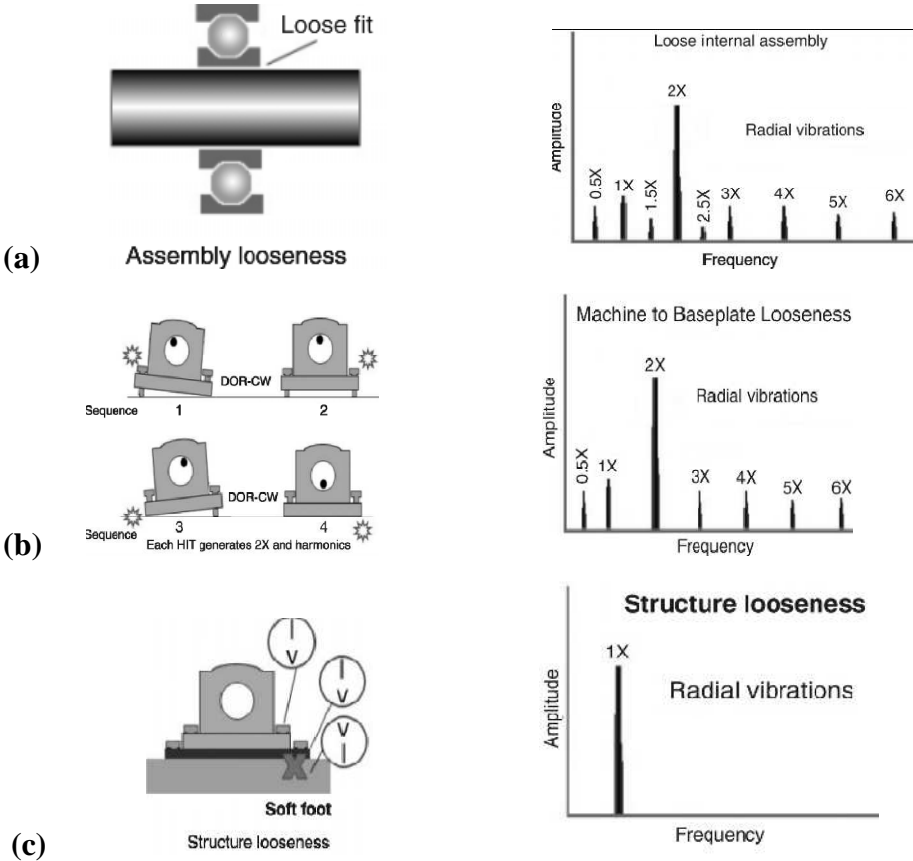 Loose fit
(a)
Assembly looseness
Loose internal assembly
Amplitude
Radial vibrations
0.5X
1X
1.5X
2X
2.5X
3X
4X
5X
6X
Frequency
DOR-CW
Sequence 1 2
DOR-CW
Sequence 3 4
Each HIT generates 2X and harmonics
(b)
Machine to Baseplate Looseness
Amplitude
Radial vibrations
0.5X
1X
2X
3X
4X
5X
6X
Frequency
V
V
V
X
Soft foot
Structure looseness
(c)
Structure looseness
Amplitude
1X
Radial vibrations
Frequency